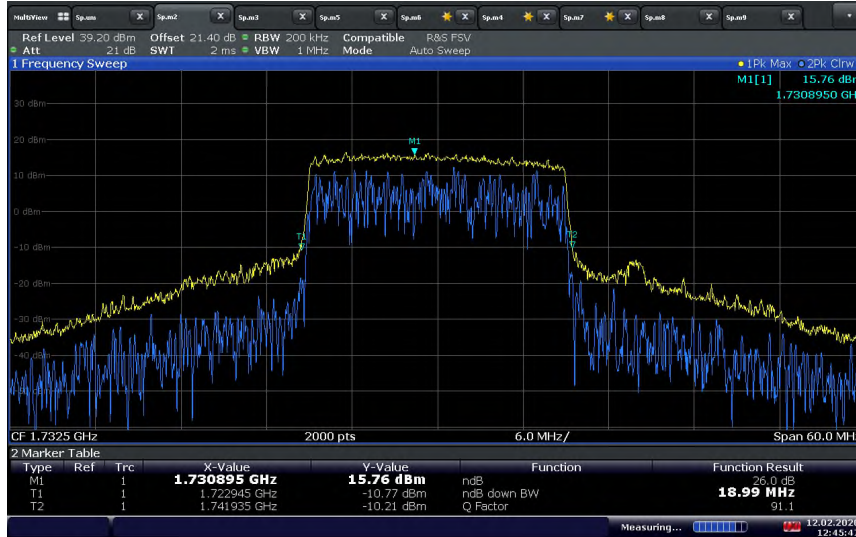 MultiView Sp.um X Sp.m2 X Sp.m3 X Sp.m5 X Sp.m6 X Sp.m4 X Sp.m7 X Sp.m8 X Sp.m9 X
Ref Level 39.20 dBm Offset 21.40 dB RBW 200 kHz Compatible R&S FSV
Att 21 dB SWT 2 ms VBW 1 MHz Mode Auto Sweep
1 Frequency Sweep 1Pk Max 2Pk Clrw
M1[1] 15.76 dBm
1.7308950 GH
30 dBm
20 dBm
M1
10 dBm
0 dBm
T1 T2
-10 dBm
-20 dBm
-30 dBm
-40 dBm
CF 1.7325 GHz 2000 pts 6.0 MHz/ Span 60.0 MHz
2 Marker Table
Type Ref Trc X-Value Y-Value Function Function Result
M1 1 1.730895 GHz 15.76 dBm ndB 26.0 dB
T1 1 1.722945 GHz -10.77 dBm ndB down BW 18.99 MHz
T2 1 1.741935 GHz -10.21 dBm Q Factor 91.1
Measuring... 12.02.2026
12:45:47